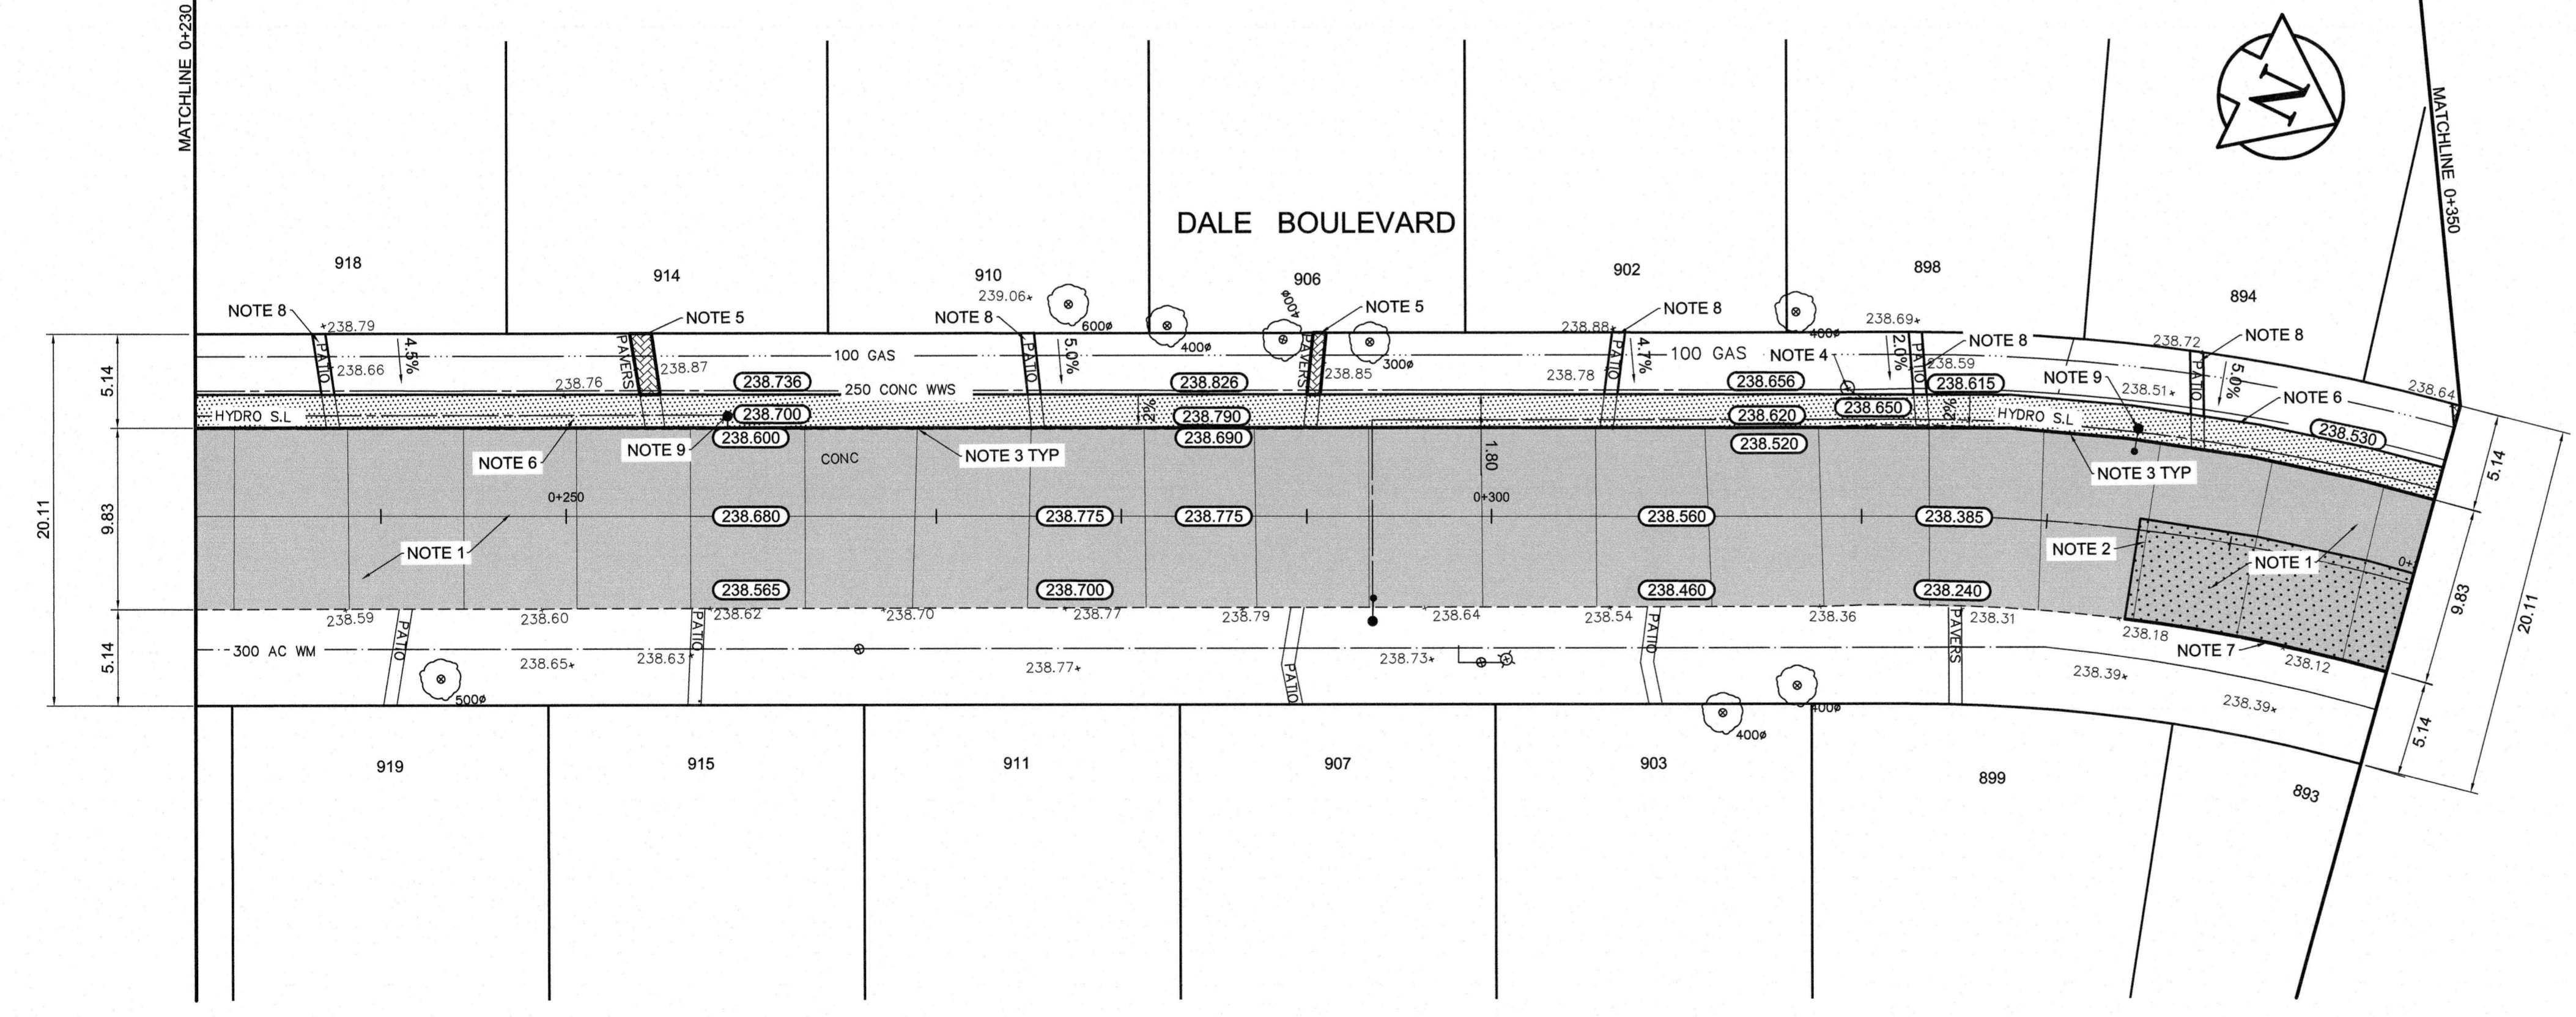 MATCHLINE 0+230
MATCHLINE 0+350
N
DALE BOULEVARD
918
914
910
906
902
898
894
239.06
NOTE 8
NOTE 5
NOTE 8
NOTE 5
NOTE 8
NOTE 8
NOTE 8
238.79
600ø
400ø
400ø
300ø
238.88
400ø
238.69
238.72
PATIO
4.5%
PAVERS
100 GAS
PATIO
5.0%
PAVERS
PATIO
4.7%
100 GAS
NOTE 4
2.0%
PATIO
NOTE 9
PATIO
5.0%
238.66
238.76
238.87
238.736
250 CONC WWS
238.826
238.85
238.78
238.656
238.59
238.615
238.51
238.64
NOTE 6
HYDRO S.L
238.700
2%
238.790
238.620
238.650
2%
HYDRO S.L
238.530
5.14
238.600
238.690
238.520
NOTE 6
NOTE 9
CONC
NOTE 3 TYP
1.80
NOTE 3 TYP
5.14
20.11
9.83
0+250
0+300
238.680
238.775
238.775
238.560
238.385
NOTE 1
NOTE 2
NOTE 1
0+
238.565
238.700
238.460
238.240
9.83
20.11
238.59
238.60
238.62
238.70
238.77
238.79
238.64
238.54
238.36
238.31
238.18
238.12
NOTE 7
5.14
300 AC WM
PATIO
PATIO
PATIO
PATIO
PAVERS
238.65
238.63
238.77
238.73
238.39
238.39
500ø
400ø
400ø
5.14
919
915
911
907
903
899
893